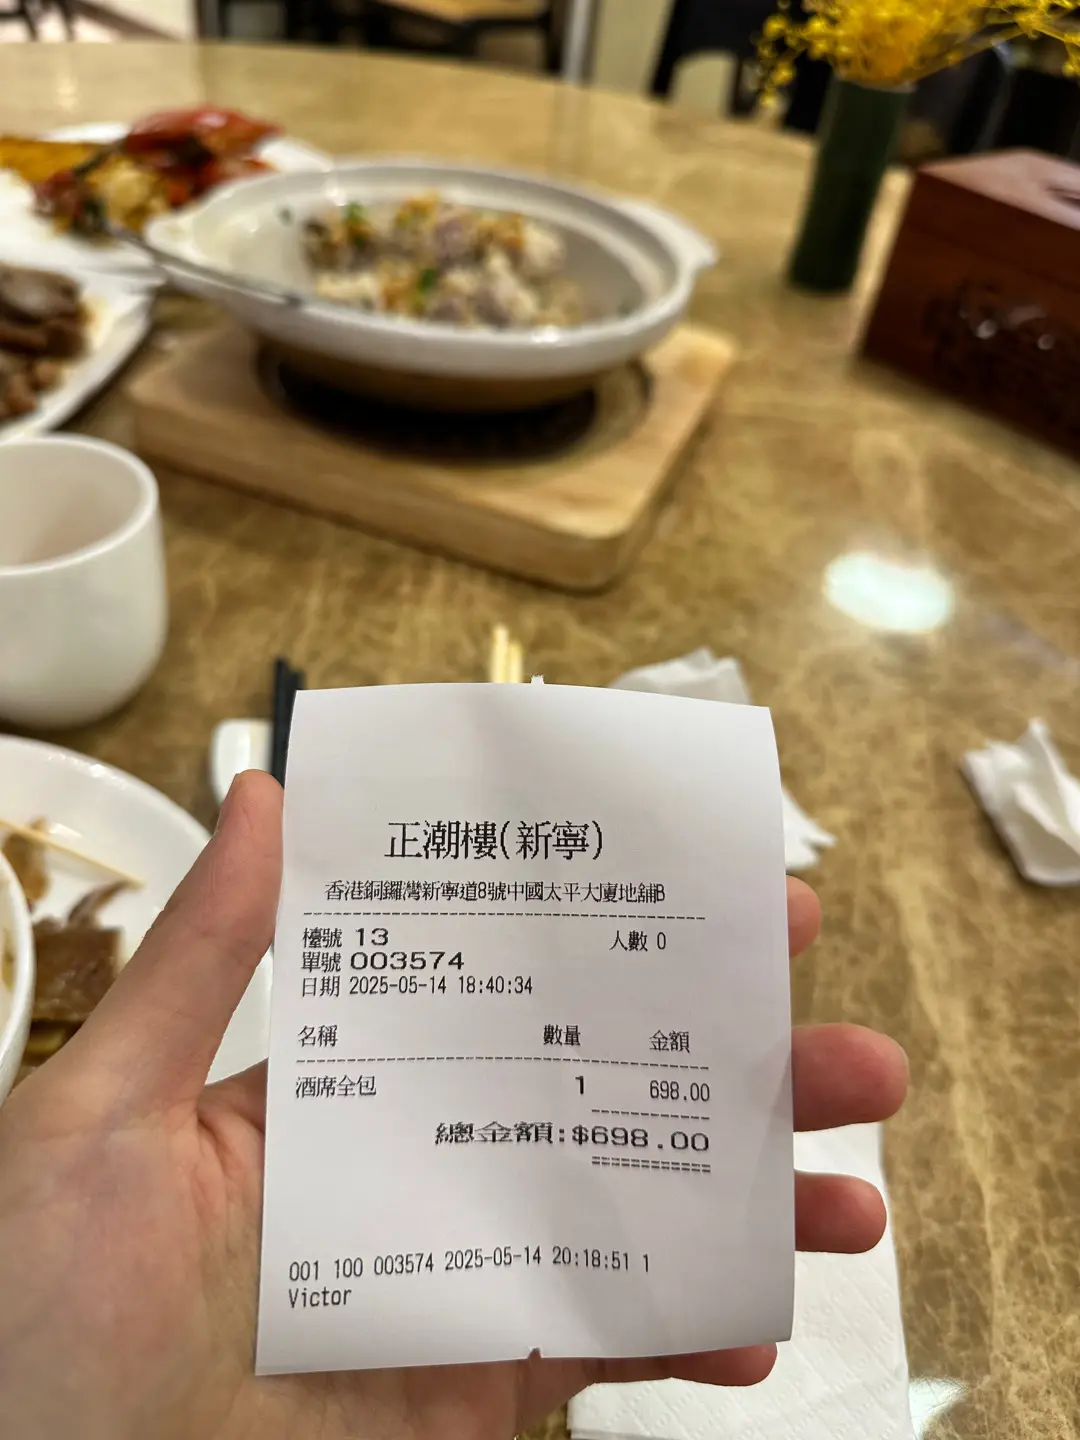 正潮樓(新寧)
香港銅鑼灣新寧道8號中國太平大廈地舖B
檯號 13 人數 0
單號 003574
日期 2025-05-14 18:40:34
名稱 數量 金額
酒席全包 1 698.00
總金額:$698.00
001 100 003574 2025-05-14 20:18:51 1
Victor